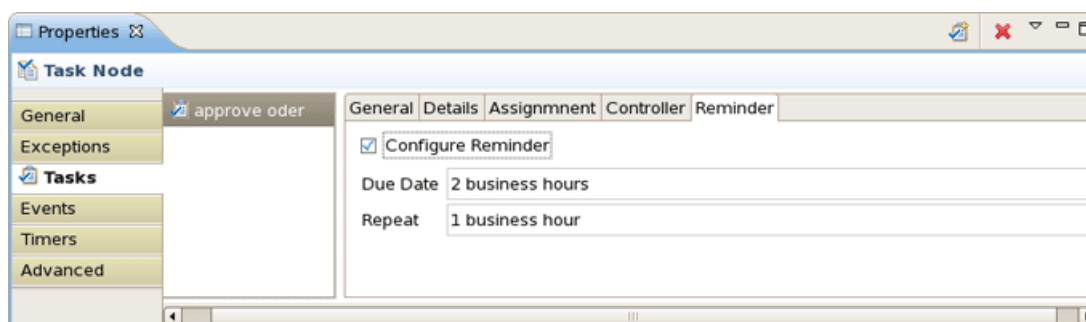 Properties
Task Node
General
Exceptions
Tasks
Events
Timers
Advanced
approve oder
General Details Assignmnent Controller Reminder
Configure Reminder
Due Date 2 business hours
Repeat 1 business hour